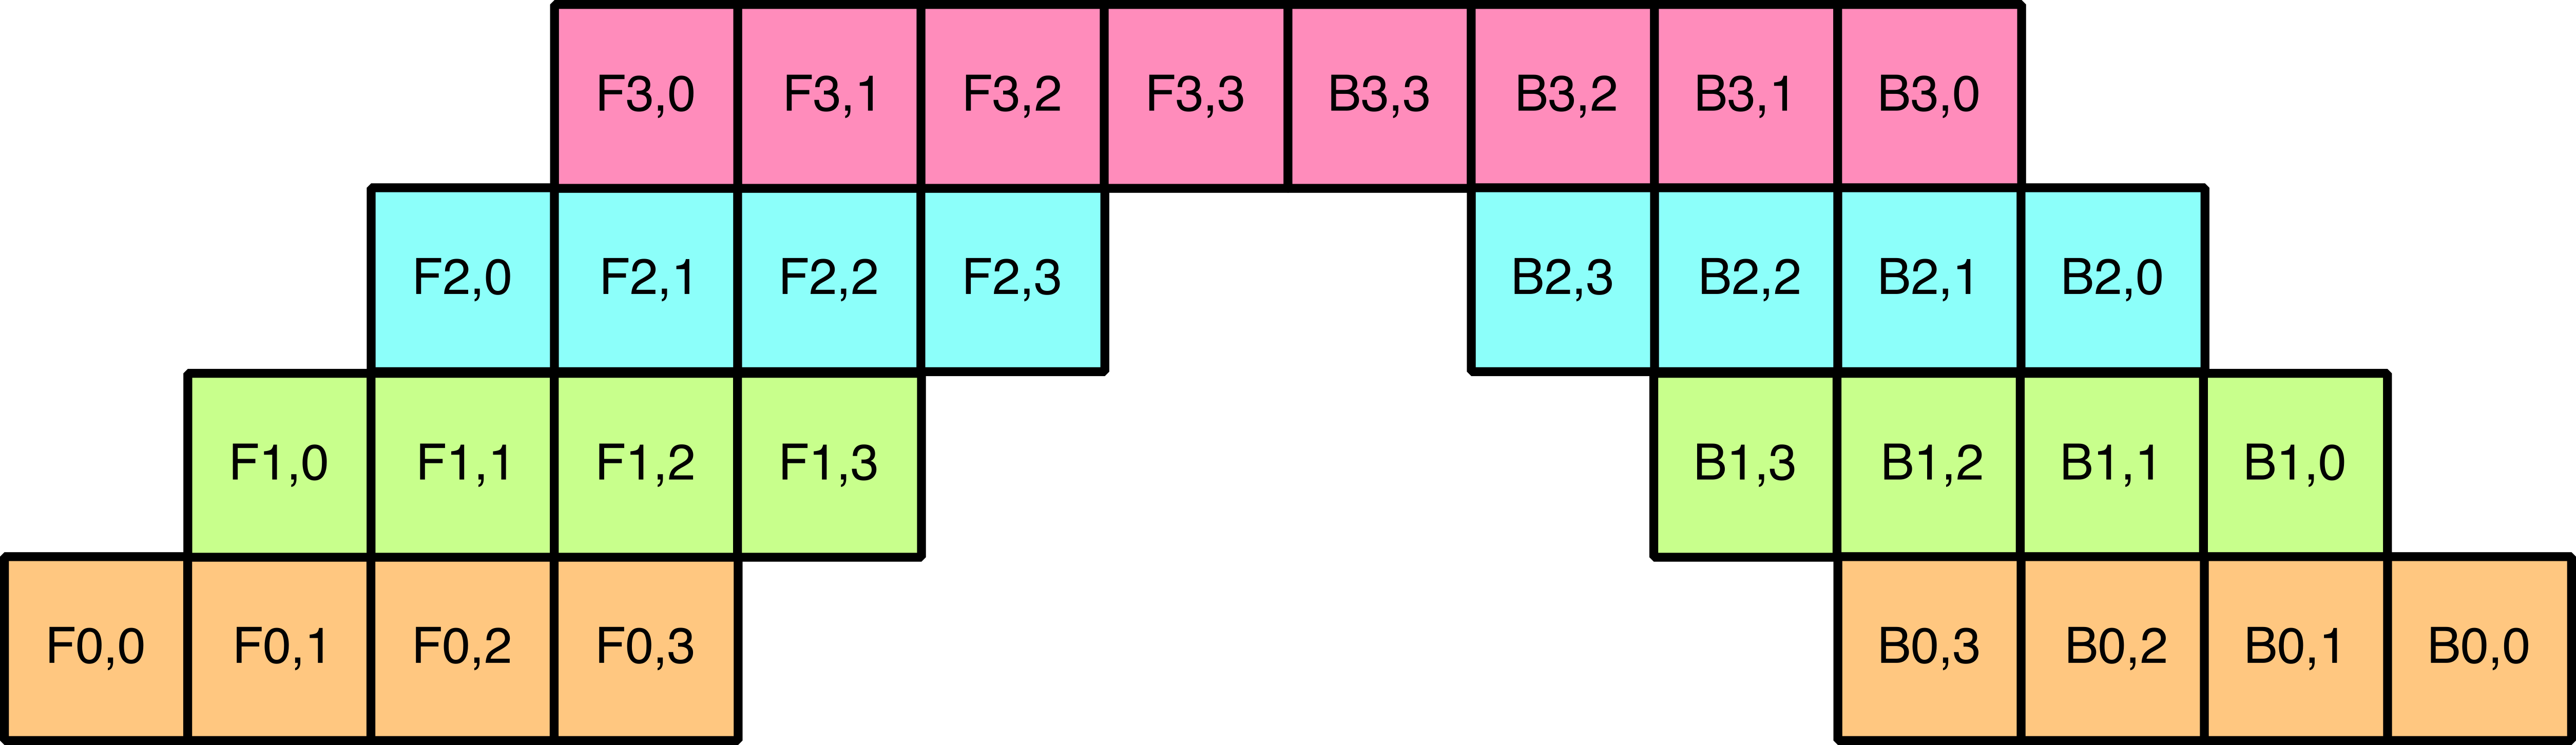 F3,0 F3,1 F3,2 F3,3 B3,3 B3,2 B3,1 B3,0
F2,0 F2,1 F2,2 F2,3 B2,3 B2,2 B2,1 B2,0
F1,0 F1,1 F1,2 F1,3 B1,3 B1,2 B1,1 B1,0
F0,0 F0,1 F0,2 F0,3 B0,3 B0,2 B0,1 B0,0